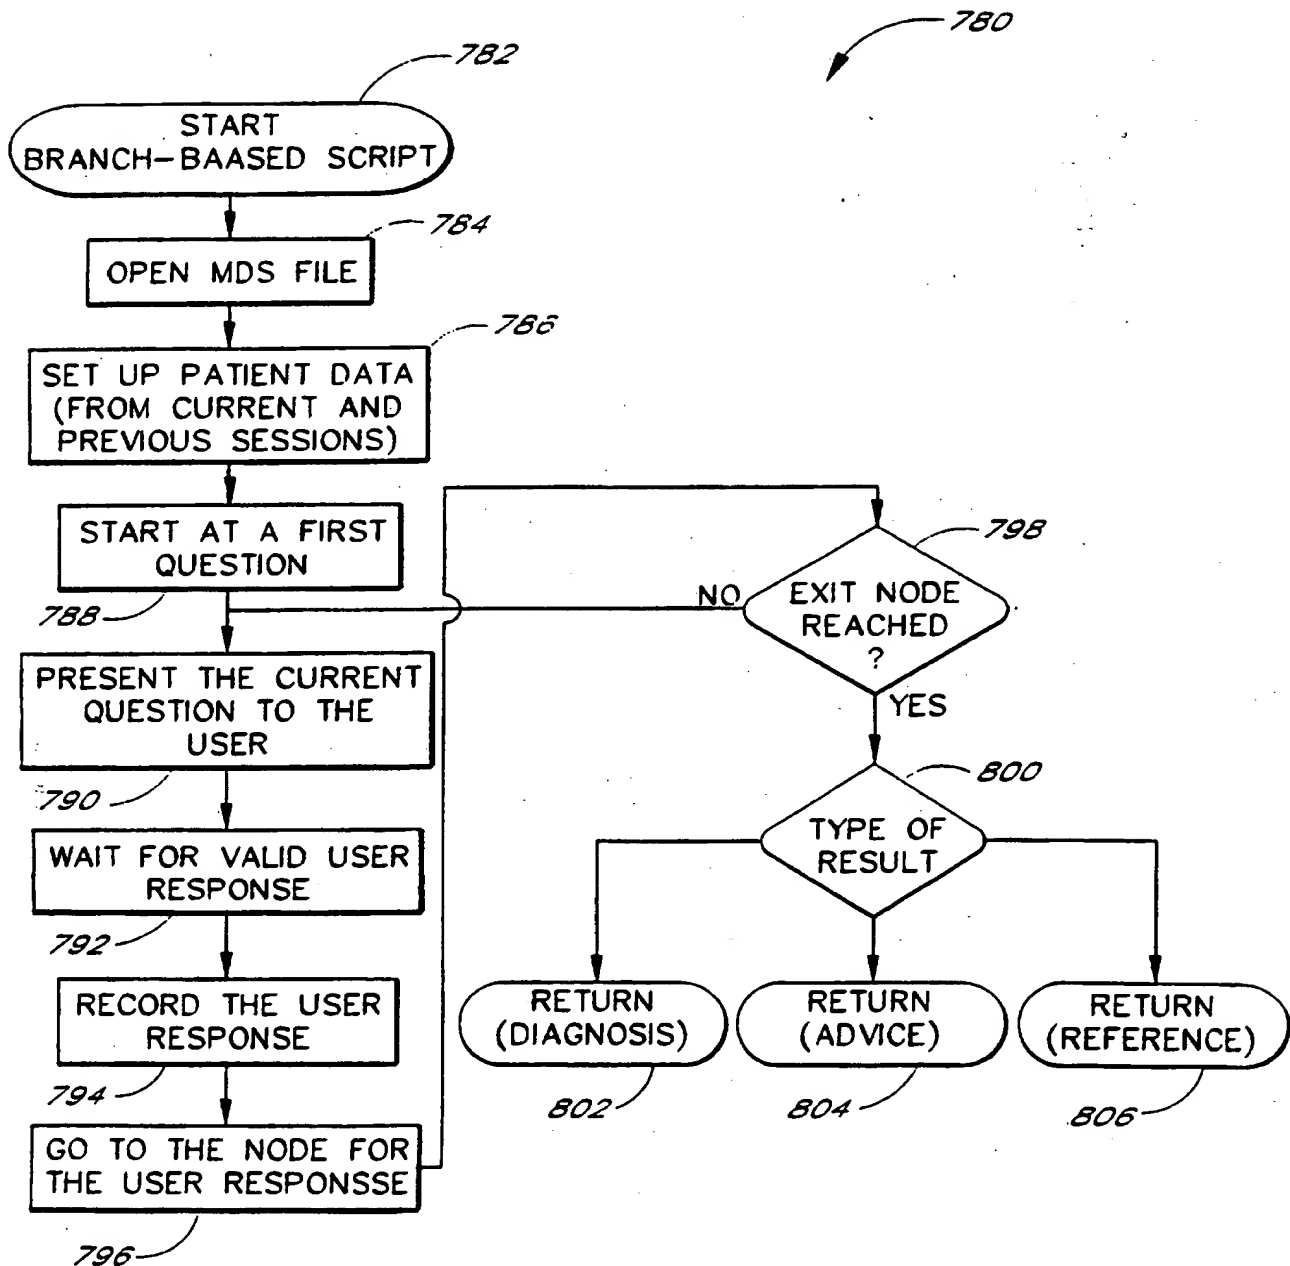 780
782
START
BRANCH-BAASED SCRIPT
784
OPEN MDS FILE
786
SET UP PATIENT DATA
(FROM CURRENT AND
PREVIOUS SESSIONS)
START AT A FIRST
QUESTION
788
PRESENT THE CURRENT
QUESTION TO THE
USER
790
WAIT FOR VALID USER
RESPONSE
792
RECORD THE USER
RESPONSE
794
GO TO THE NODE FOR
THE USER RESPONSSE
796
798
EXIT NODE
REACHED
?
NO
YES
800
TYPE OF
RESULT
RETURN
(DIAGNOSIS)
802
RETURN
(ADVICE)
804
RETURN
(REFERENCE)
806